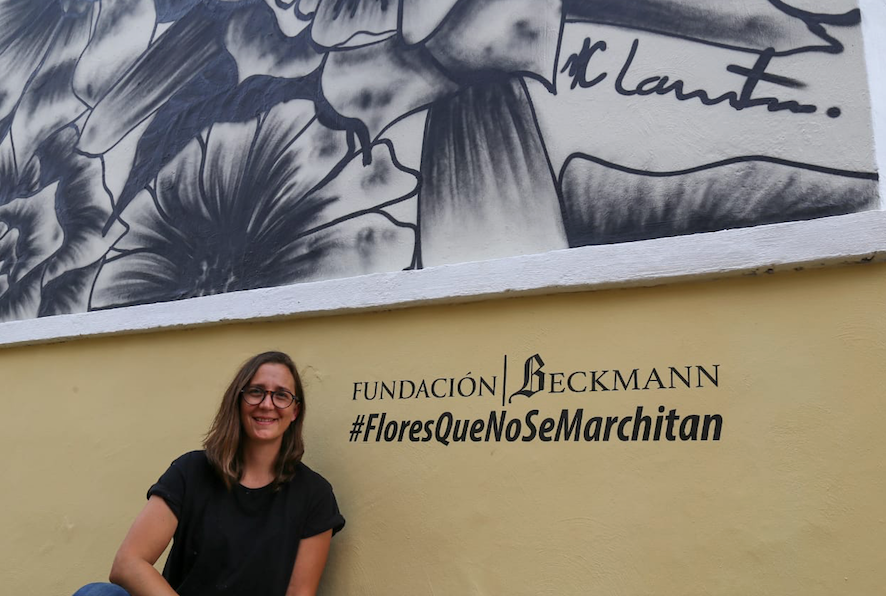 FUNDACIÓN | BECKMANN
#FloresQueNoSeMarchitan